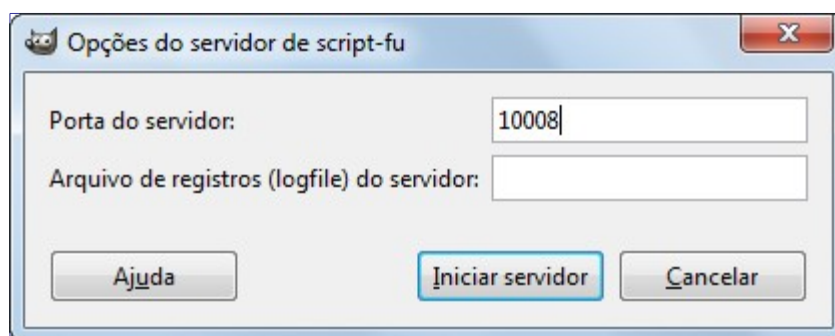 Opções do servidor de script-fu
Porta do servidor: 10008
Arquivo de registros (logfile) do servidor:
Ajuda Iniciar servidor Cancelar